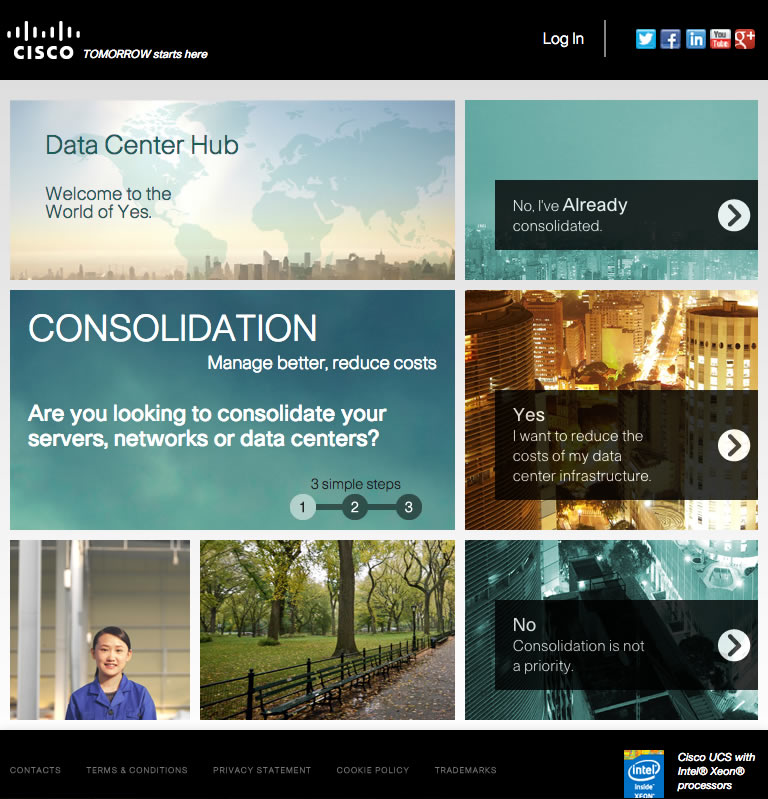 CISCO
TOMORROW starts here
Log In
You
Tube
Data Center Hub
Welcome to the
World of Yes.
No, I've Already
consolidated.
CONSOLIDATION
Manage better, reduce costs
Are you looking to consolidate your
servers, networks or data centers?
3 simple steps
1 2 3
Yes
I want to reduce the
costs of my data
center infrastructure.
No
Consolidation is not
a priority.
CONTACTS TERMS & CONDITIONS PRIVACY STATEMENT COOKIE POLICY TRADEMARKS
intel
inside™
XEON
Cisco UCS with
Intel® Xeon®
processors